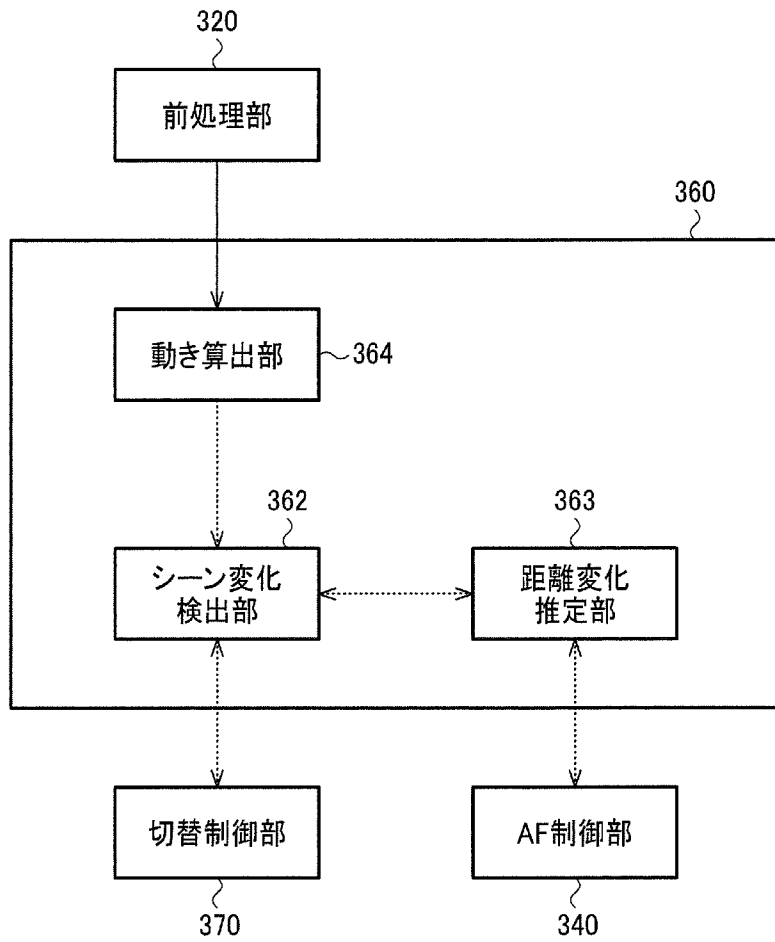 320
前処理部
360
動き算出部
364
362
363
シーン変化
検出部
距離変化
推定部
切替制御部
AF制御部
370
340